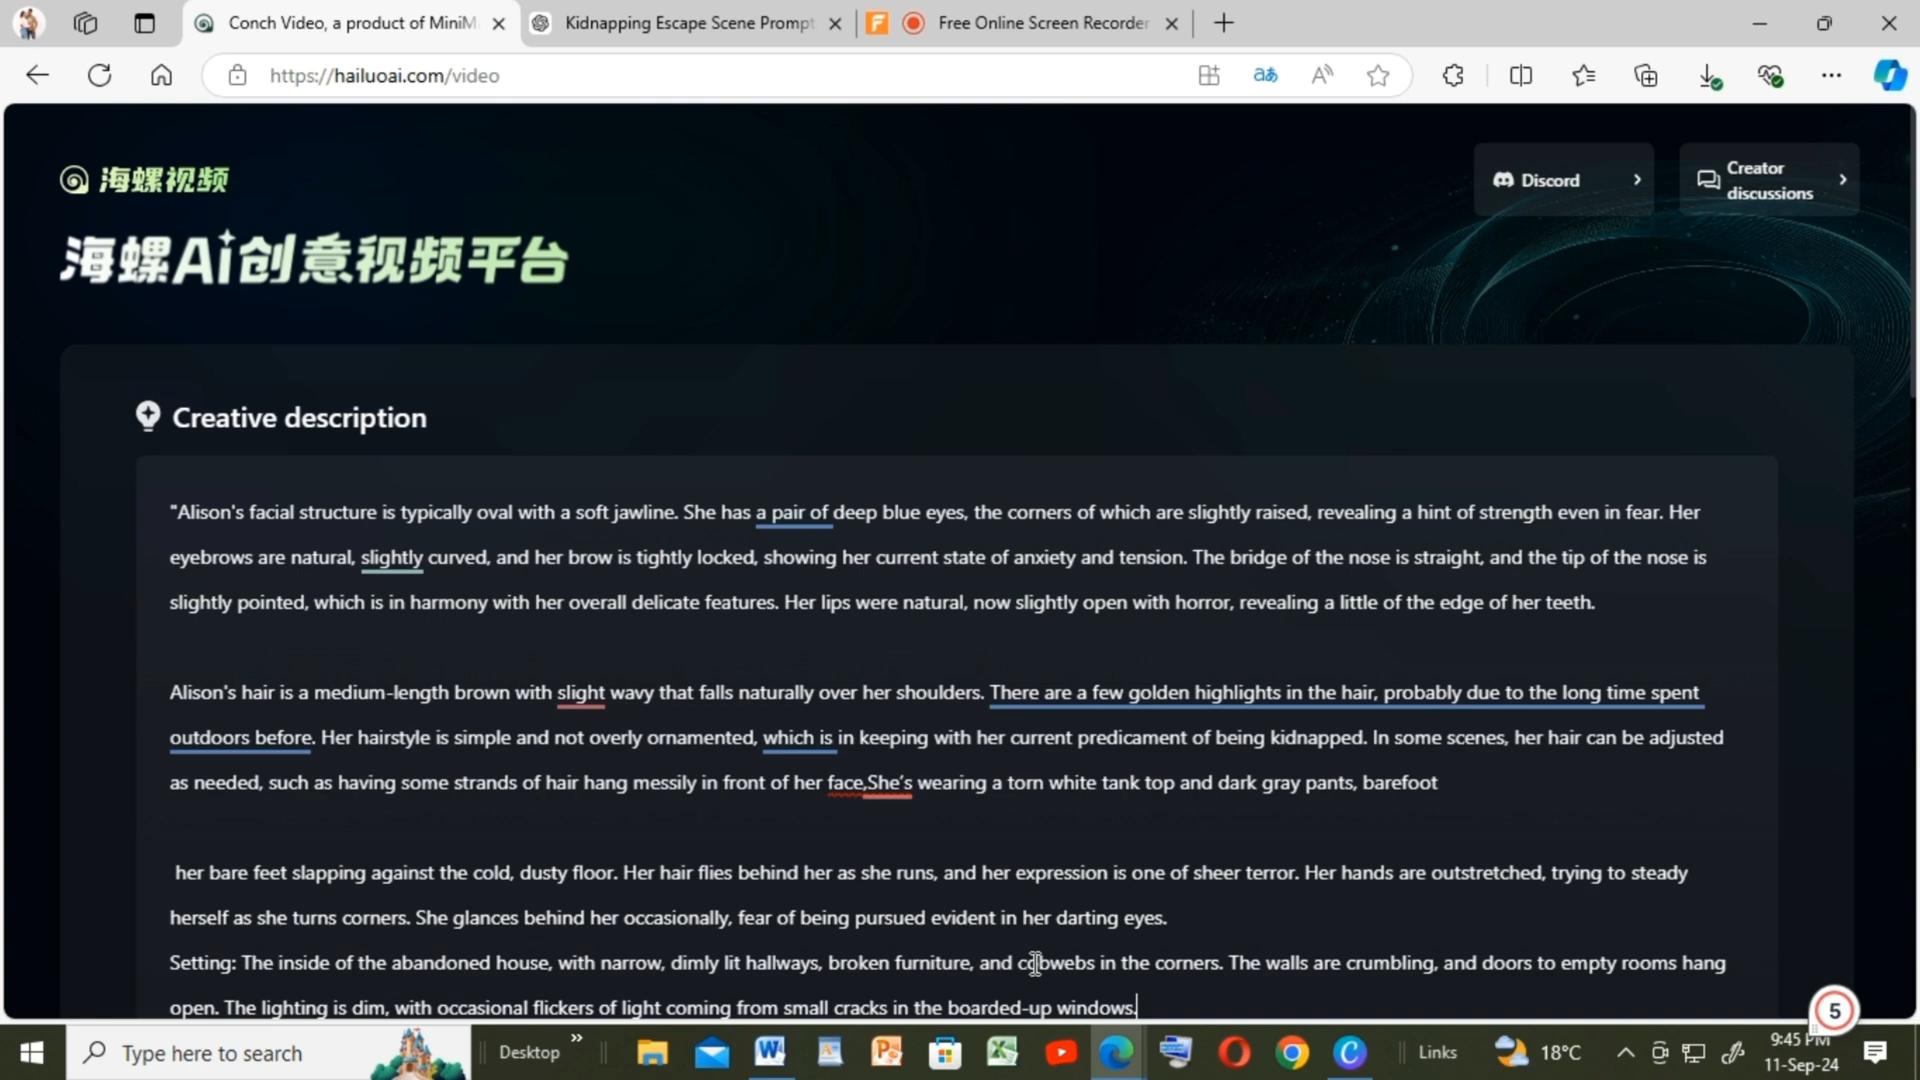 Conch Video, a product of MiniM
Kidnapping Escape Scene Prompt
Free Online Screen Recorder
https://hailuoai.com/video
aあ
海螺视频
Discord
Creator
discussions
海螺Ai创意视频平台
Creative description
"Alison's facial structure is typically oval with a soft jawline. She has a pair of deep blue eyes, the corners of which are slightly raised, revealing a hint of strength even in fear. Her
eyebrows are natural, slightly curved, and her brow is tightly locked, showing her current state of anxiety and tension. The bridge of the nose is straight, and the tip of the nose is
slightly pointed, which is in harmony with her overall delicate features. Her lips were natural, now slightly open with horror, revealing a little of the edge of her teeth.
Alison's hair is a medium-length brown with slight wavy that falls naturally over her shoulders. There are a few golden highlights in the hair, probably due to the long time spent
outdoors before. Her hairstyle is simple and not overly ornamented, which is in keeping with her current predicament of being kidnapped. In some scenes, her hair can be adjusted
as needed, such as having some strands of hair hang messily in front of her face,She's wearing a torn white tank top and dark gray pants, barefoot
her bare feet slapping against the cold, dusty floor. Her hair flies behind her as she runs, and her expression is one of sheer terror. Her hands are outstretched, trying to steady
herself as she turns corners. She glances behind her occasionally, fear of being pursued evident in her darting eyes.
Setting: The inside of the abandoned house, with narrow, dimly lit hallways, broken furniture, and cobwebs in the corners. The walls are crumbling, and doors to empty rooms hang
open. The lighting is dim, with occasional flickers of light coming from small cracks in the boarded-up windows.
5
Type here to search
Desktop
Links
18°C
9:45 PM
11-Sep-24